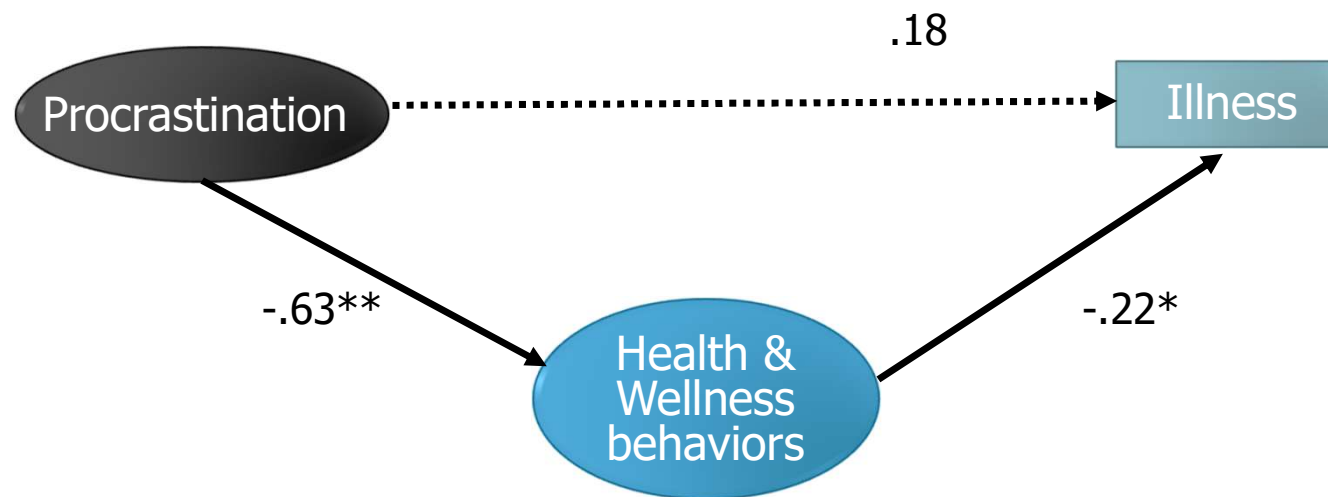 .18
Procrastination
Illness
-.63**
-.22*
Health &
Wellness
behaviors